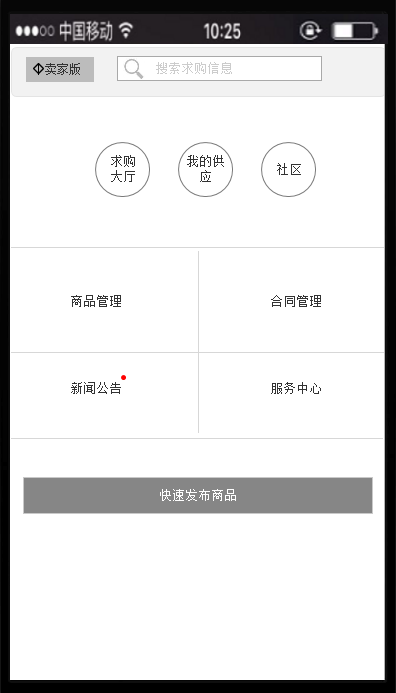 中国移动 10:25
卖家版 搜索求购信息
求购
大厅
我的供
应
社区
商品管理 合同管理
新闻公告 服务中心
快速发布商品